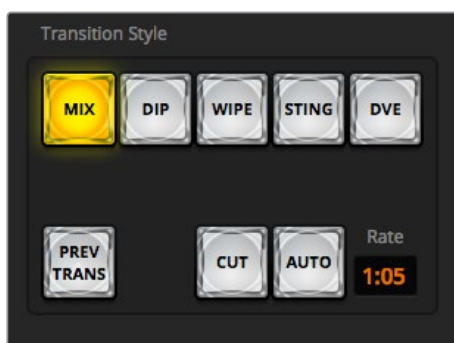 Transition Style
MIX DIP WIPE STING DVE
PREV
TRANS
CUT AUTO
Rate
1:05